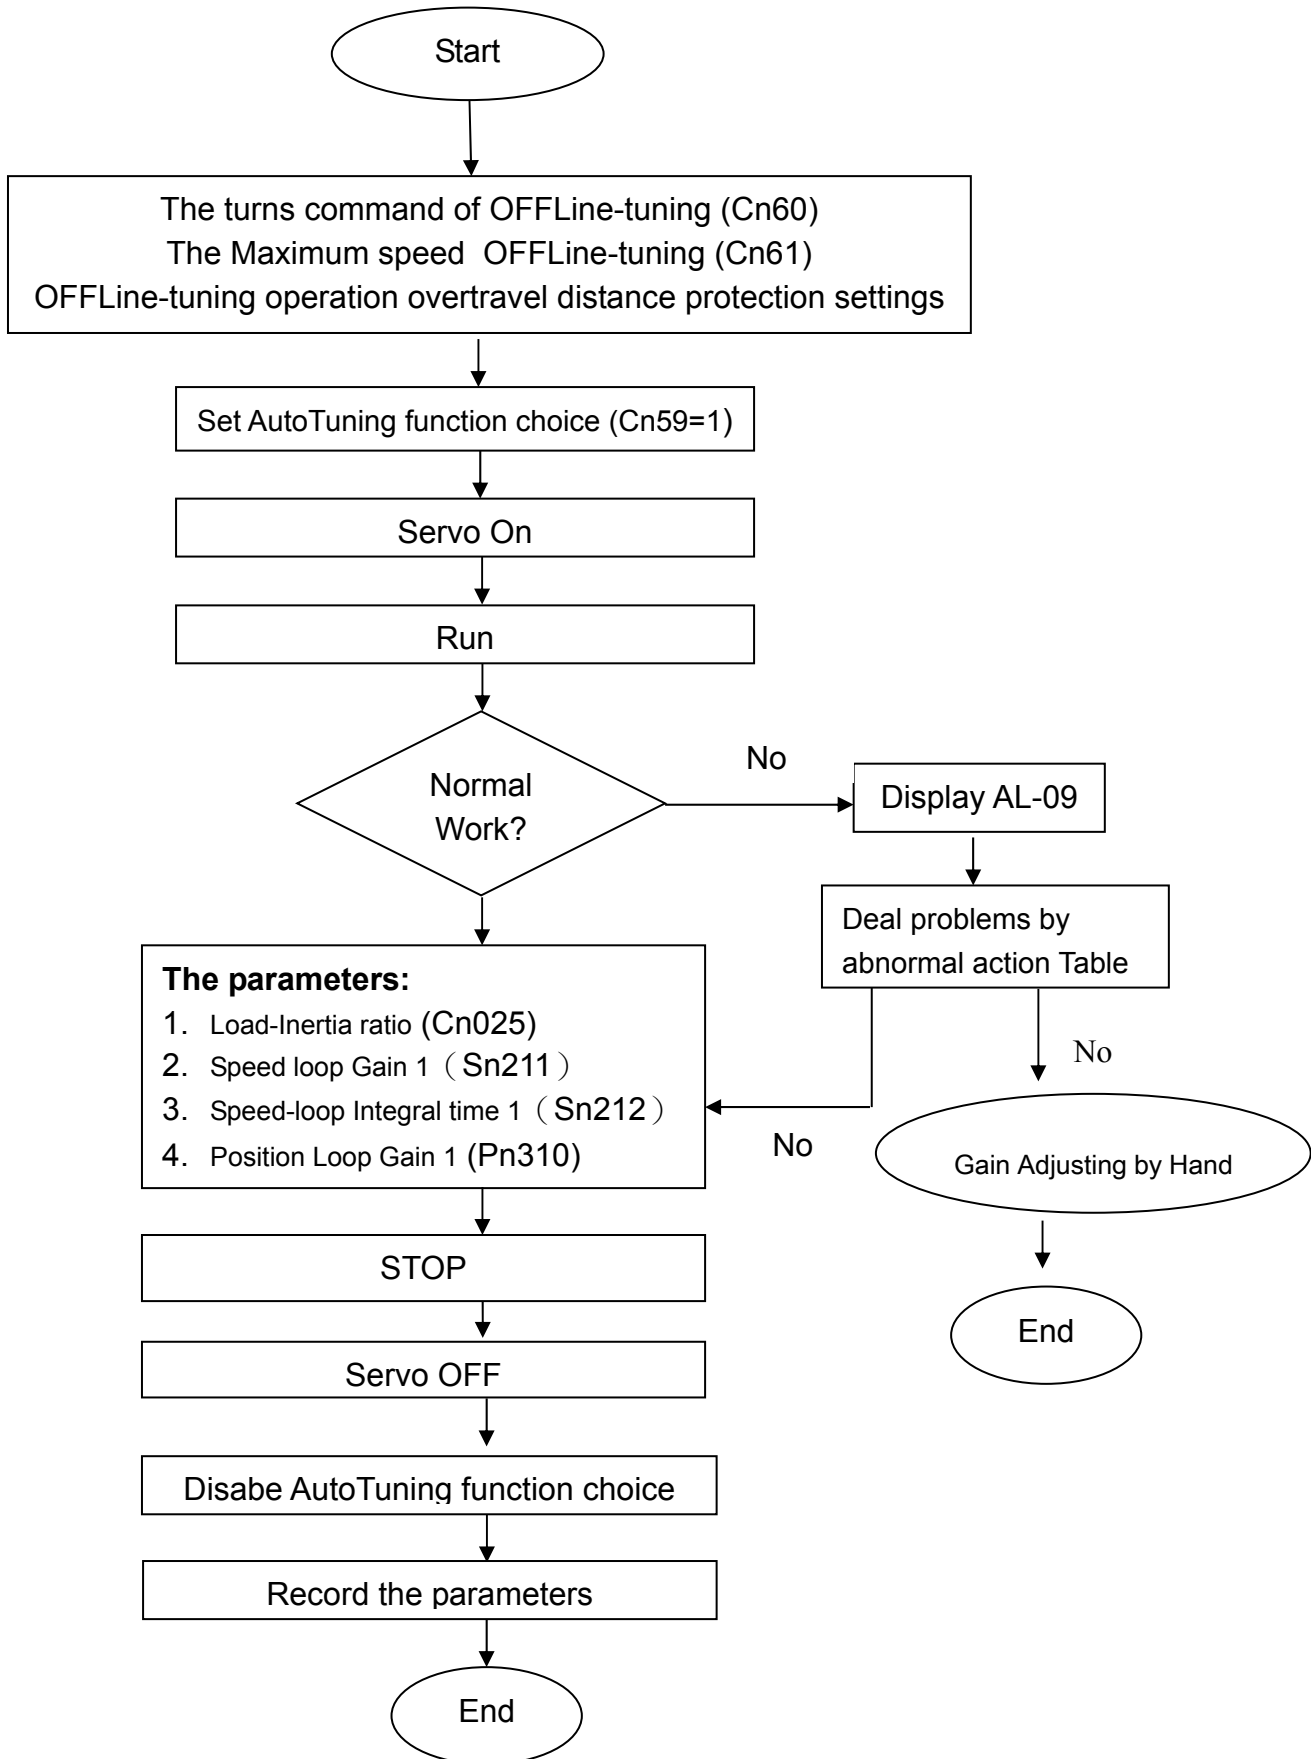 Start
The turns command of OFFLine-tuning (Cn60)
The Maximum speed  OFFLine-tuning (Cn61)
OFFLine-tuning operation overtravel distance protection settings
Set AutoTuning function choice (Cn59=1)
Servo On
Run
Normal
Work?
No
Display AL-09
Deal problems by
abnormal action Table
The parameters:
1. Load-Inertia ratio (Cn025)
2. Speed loop Gain 1（Sn211）
3. Speed-loop Integral time 1（Sn212）
4. Position Loop Gain 1 (Pn310)
No
No
Gain Adjusting by Hand
End
STOP
Servo OFF
Disabe AutoTuning function choice
Record the parameters
End